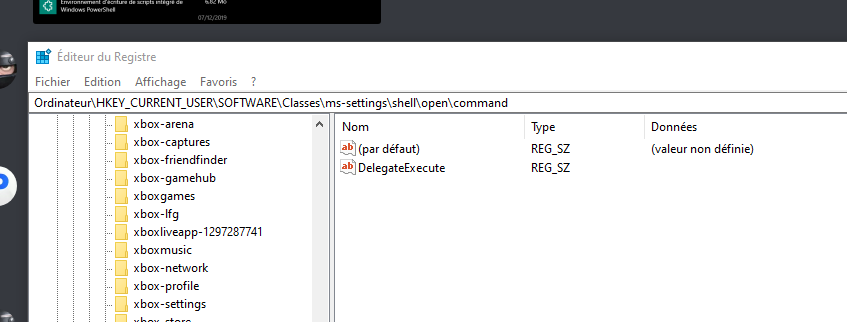 Environnement d'écriture de scripts intégré de
Windows PowerShell
6.82 Mo
07/12/2019
Éditeur du Registre
Fichier Edition Affichage Favoris ?
Ordinateur\HKEY_CURRENT_USER\SOFTWARE\Classes\ms-settings\shell\open\command
xbox-arena
xbox-captures
xbox-friendfinder
xbox-gamehub
xboxgames
xbox-lfg
xboxliveapp-1297287741
xboxmusic
xbox-network
xbox-profile
xbox-settings
xbox-store
Nom Type Données
ab (par défaut) REG_SZ (valeur non définie)
ab DelegateExecute REG_SZ